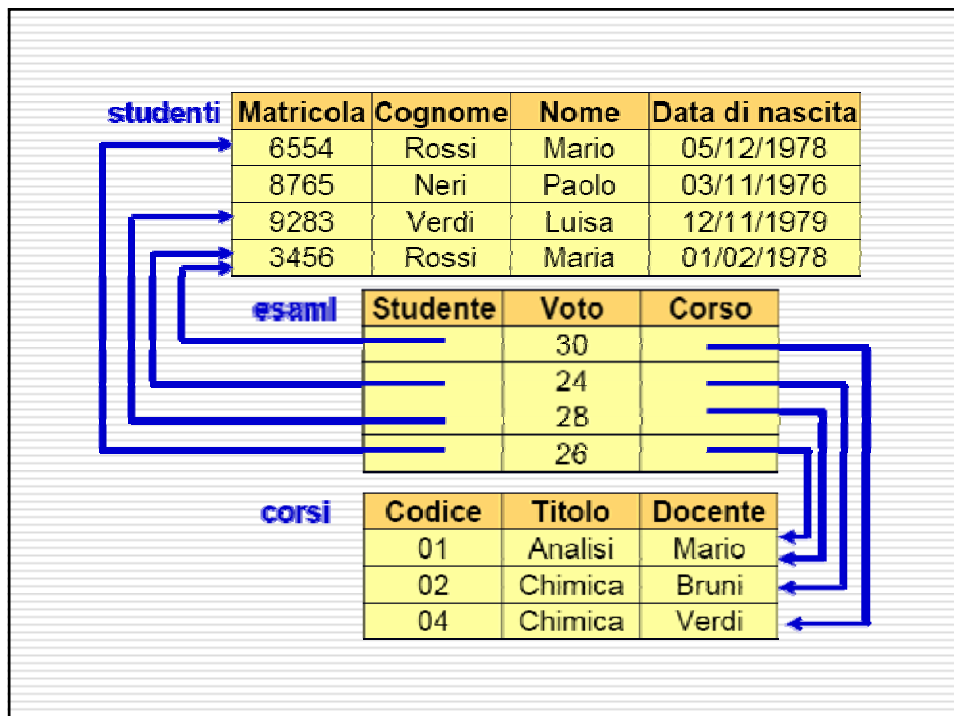 studenti Matricola Cognome Nome Data di nascita
6554 Rossi Mario 05/12/1978
8765 Neri Paolo 03/11/1976
9283 Verdi Luisa 12/11/1979
3456 Rossi Maria 01/02/1978
esami Studente Voto Corso
30
24
28
26
corsi Codice Titolo Docente
01 Analisi Mario
02 Chimica Bruni
04 Chimica Verdi